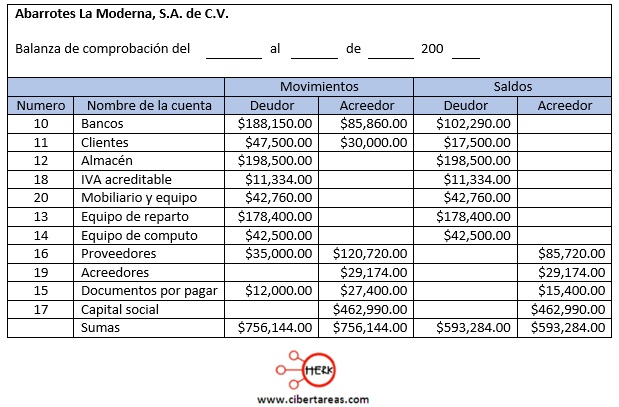 Abarrotes La Moderna, S.A. de C.V.
Balanza de comprobación del ________ al _______ de _______ 200 ____
Movimientos Saldos
Numero Nombre de la cuenta Deudor Acreedor Deudor Acreedor
10 Bancos $188,150.00 $85,860.00 $102,290.00
11 Clientes $47,500.00 $30,000.00 $17,500.00
12 Almacén $198,500.00 $198,500.00
18 IVA acreditable $11,334.00 $11,334.00
20 Mobiliario y equipo $42,760.00 $42,760.00
13 Equipo de reparto $178,400.00 $178,400.00
14 Equipo de computo $42,500.00 $42,500.00
16 Proveedores $35,000.00 $120,720.00 $85,720.00
19 Acreedores $29,174.00 $29,174.00
15 Documentos por pagar $12,000.00 $27,400.00 $15,400.00
17 Capital social $462,990.00 $462,990.00
Sumas $756,144.00 $756,144.00 $593,284.00 $593,284.00
HERK
www.cibertareas.com